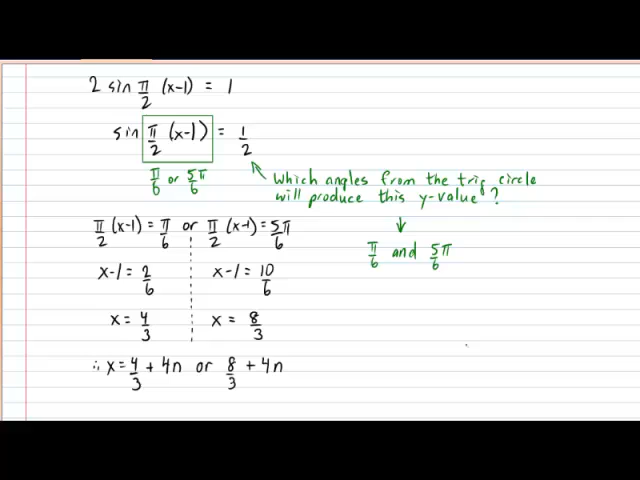 2 sin π/2 (x-1) = 1
sin π/2 (x-1) = 1/2
π/6 or 5π/6
Which angles from the trig circle
will produce this y-value?
π/6 and 5/6 π
π/2 (x-1) = π/6 or π/2 (x-1) = 5π/6
x-1 = 2/6 x-1 = 10/6
x = 4/3 x = 8/3
∴ x = 4/3 + 4n or 8/3 + 4n